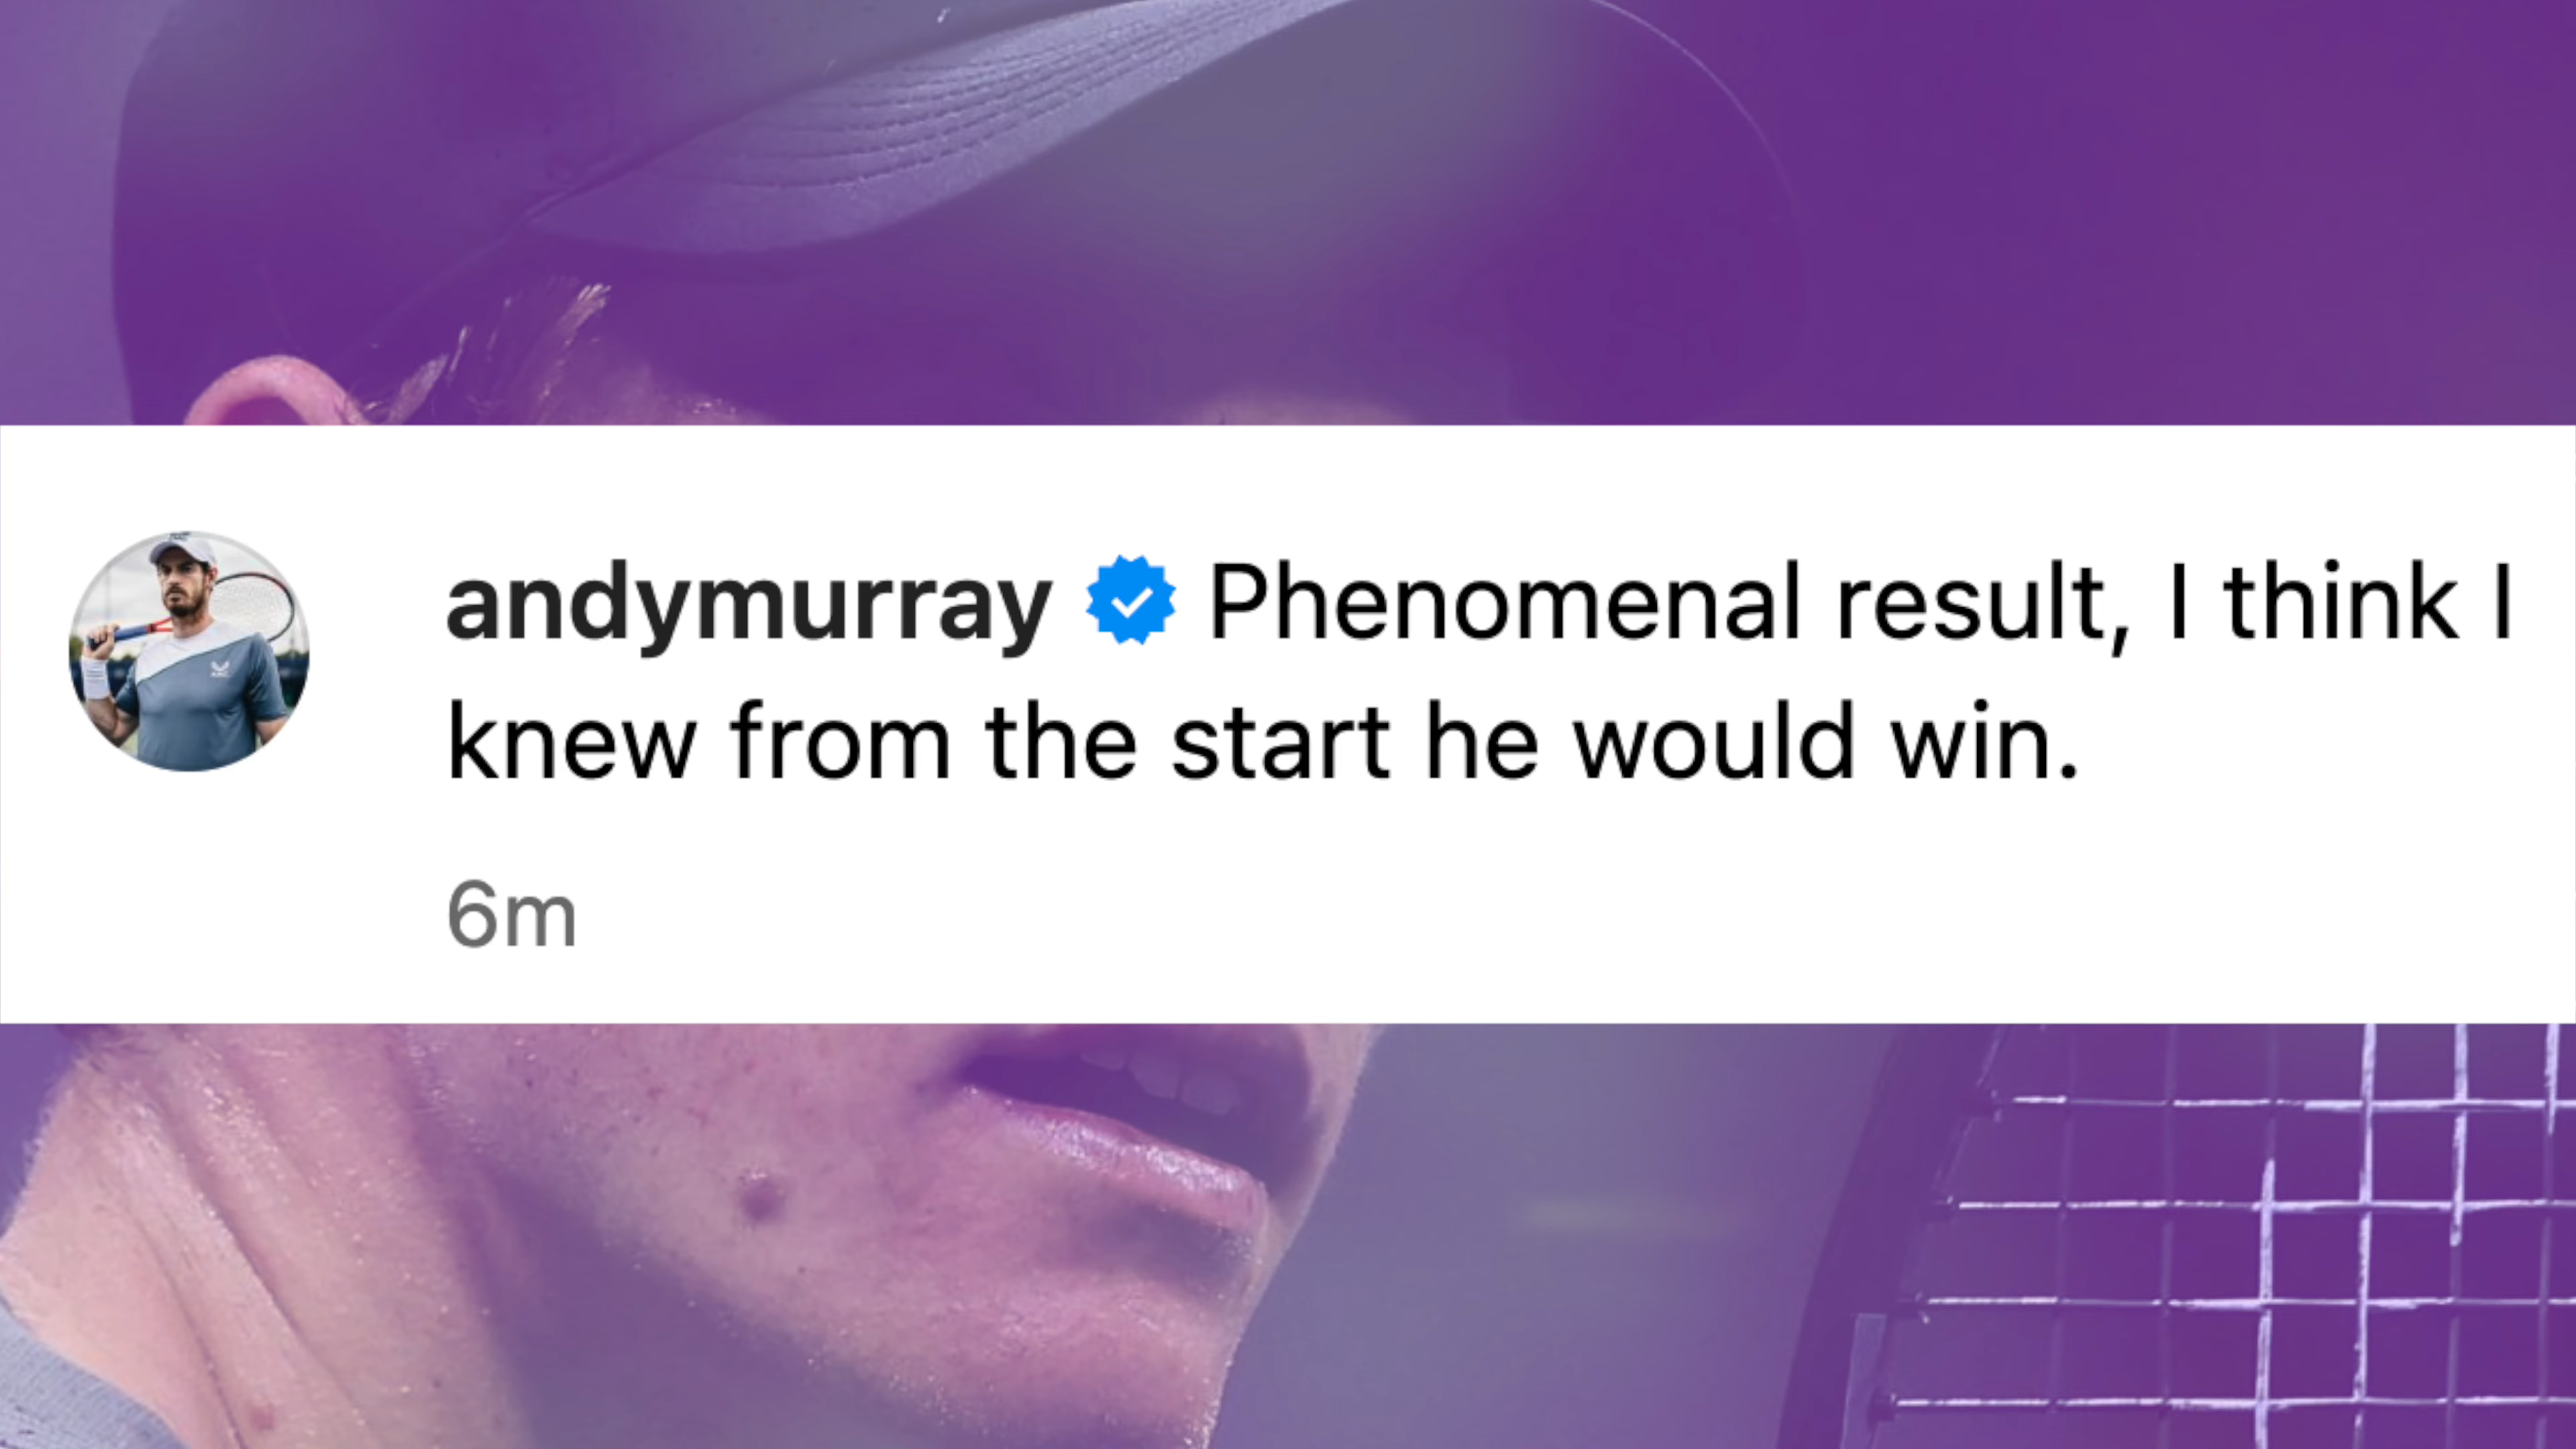 andymurray Phenomenal result, I think I
knew from the start he would win.
6m